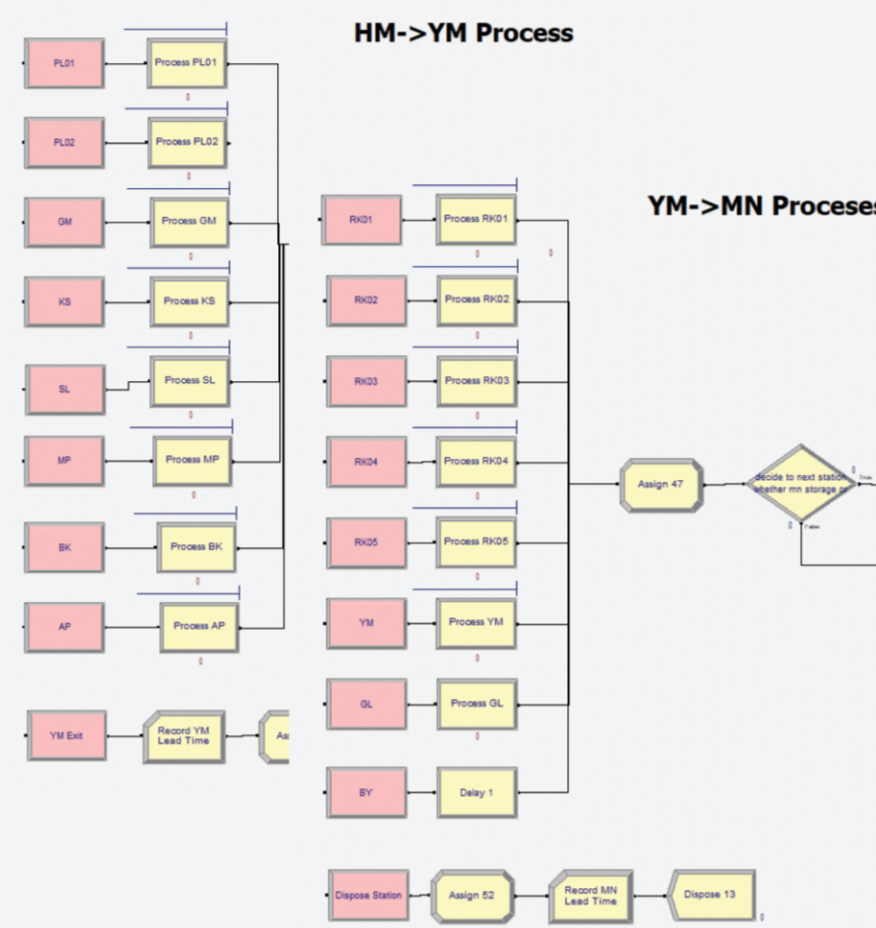 HM->YM Process
PL01
Process PL01
0
PL02
Process PL02
0
GM
Process GM
0
KS
Process KS
0
SL
Process SL
0
MP
Process MP
0
BK
Process BK
0
AP
Process AP
0
YM Exit
Record YM
Lead Time
YM->MN Proceses
RK01
Process RK01
0
0
RK02
Process RK02
0
RK03
Process RK03
0
RK04
Process RK04
0
RK05
Process RK05
0
YM
Process YM
0
GL
Process GL
0
BY
Delay 1
Assign 47
decide to next station
whether mn storage or
0
True
0
False
Dispose Station
Assign 52
Record MN
Lead Time
Dispose 13
0